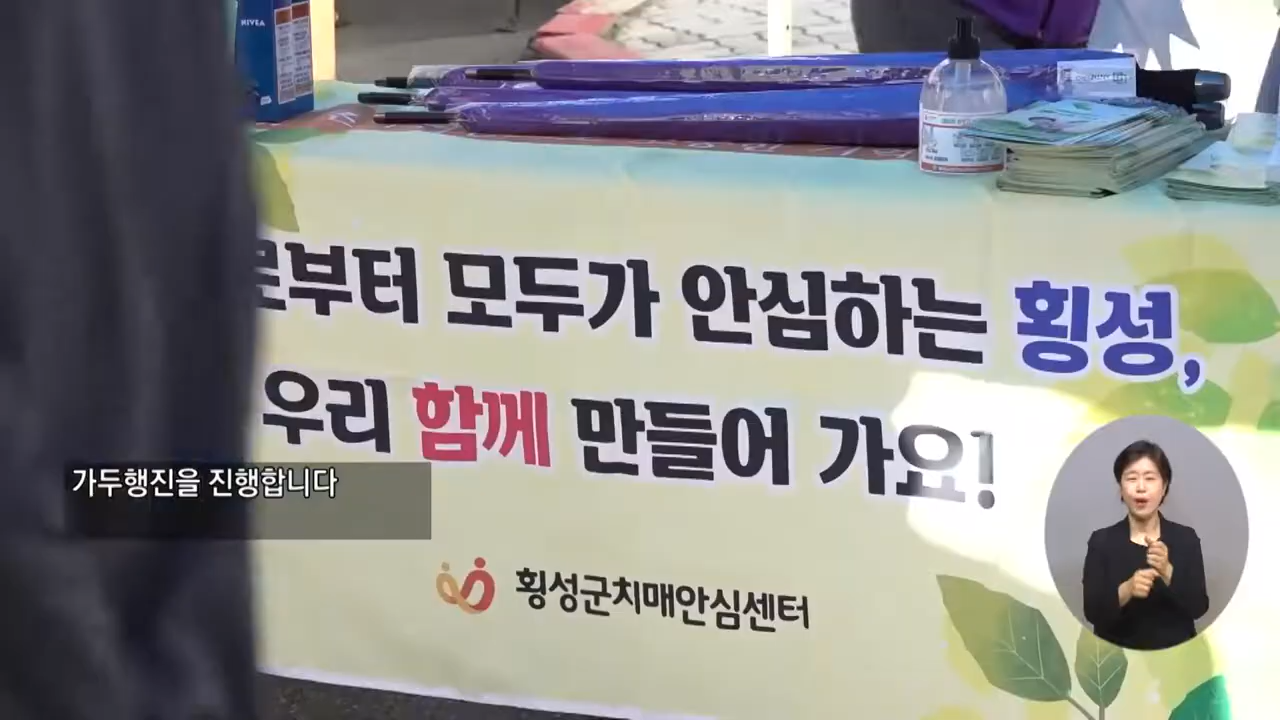 NIVEA
로부터 모두가 안심하는 횡성,
우리 함께 만들어 가요!
가두행진을 진행합니다
횡성군치매안심센터